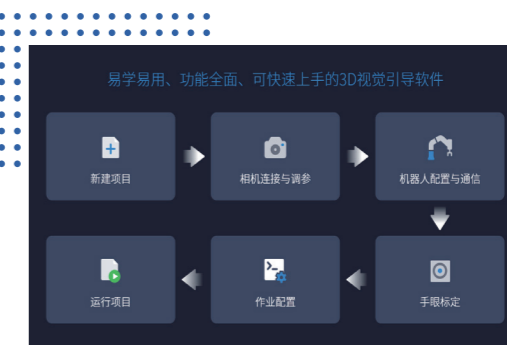 易学易用、功能全面、可快速上手的3D视觉引导软件
新建项目
相机连接与调参
机器人配置与通信
运行项目
作业配置
手眼标定